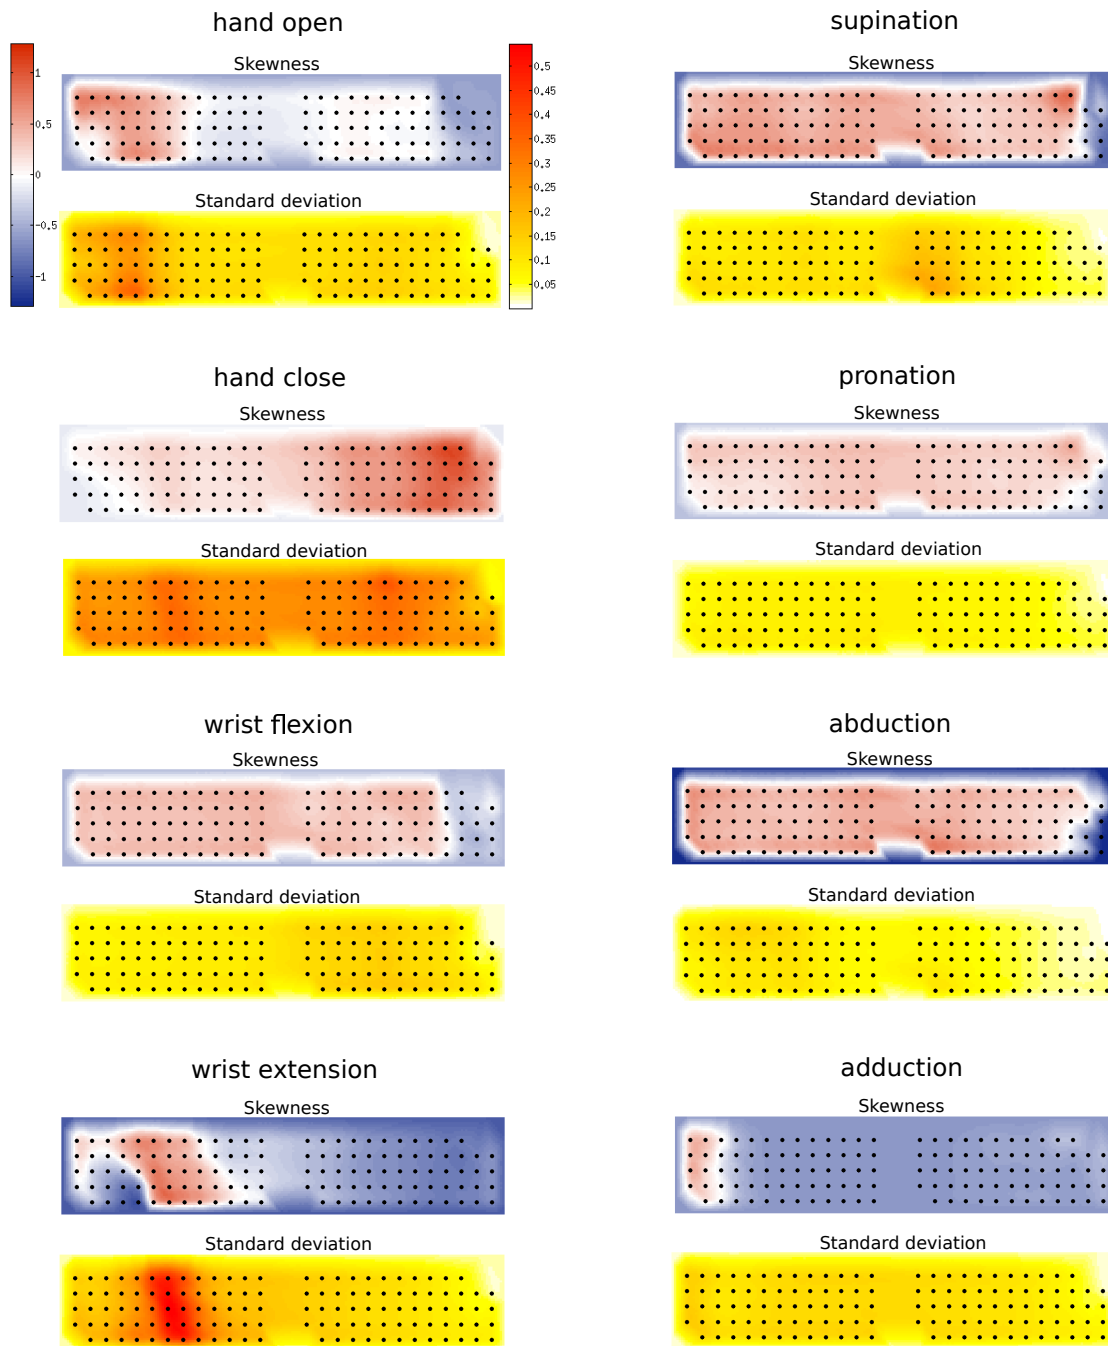 hand open
Skewness
1
0.5
0
-0.5
-1
0.5
0.45
0.4
0.35
0.3
0.25
0.2
0.15
0.1
0.05
Standard deviation
supination
Skewness
Standard deviation
hand close
Skewness
Standard deviation
pronation
Skewness
Standard deviation
wrist flexion
Skewness
Standard deviation
abduction
Skewness
Standard deviation
wrist extension
Skewness
Standard deviation
adduction
Skewness
Standard deviation